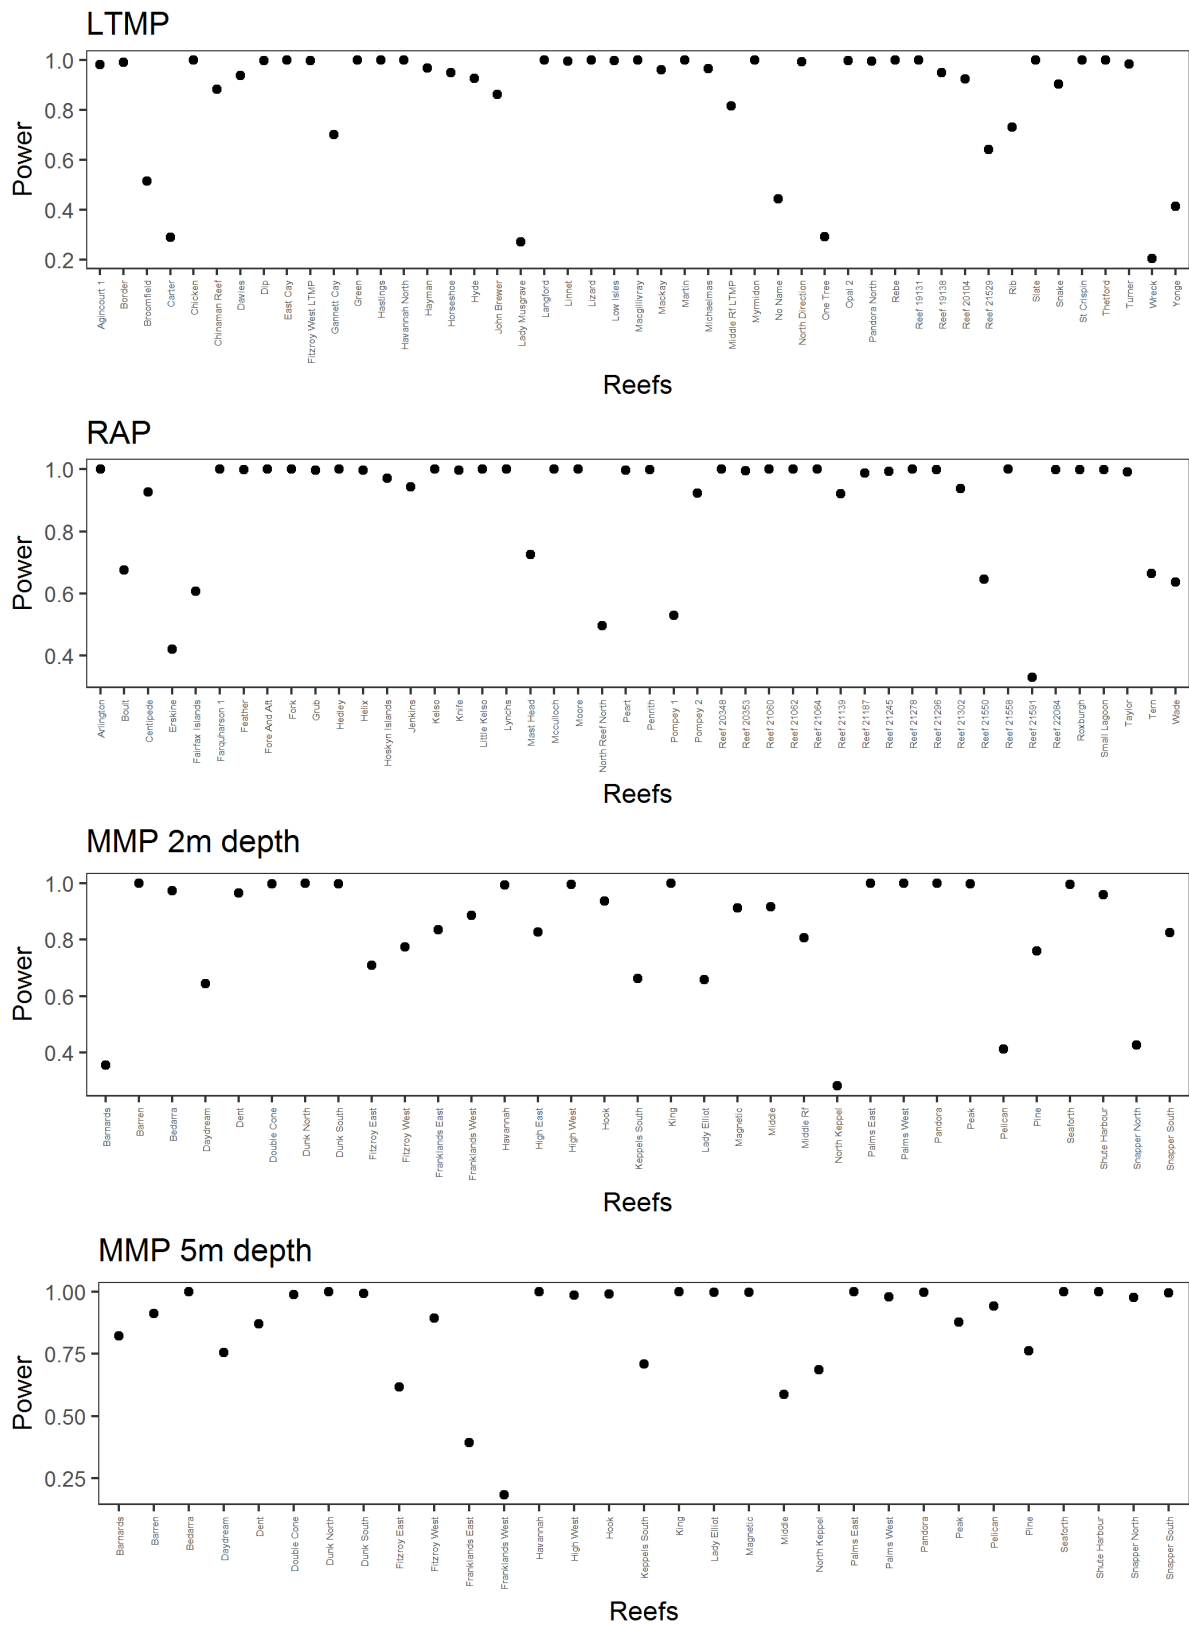 LTMP
1.0
0.8
0.6
0.4
0.2
Power
Agincourt 1
Border
Broomfield
Carter
Chicken
Chinaman Reef
Davies
Dip
East Cay
Fitzroy West LTMP
Gannett Cay
Green
Hastings
Havannah North
Hayman
Horseshoe
Hyde
John Brewer
Lady Musgrave
Langford
Linnet
Lizard
Low Isles
Macgillivray
Mackay
Martin
Michaelmas
Middle Rf LTMP
Myrmidon
No Name
North Direction
One Tree
Opal 2
Pandora North
Rebe
Reef 19131
Reef 19138
Reef 20104
Reef 21529
Rib
Slate
Snake
St Crispin
Thetford
Turner
Wreck
Yonge
Reefs
RAP
1.0
0.8
0.6
0.4
Power
Arlington
Boult
Centipede
Erskine
Fairfax Islands
Farquharson 1
Feather
Fore And Aft
Fork
Grub
Hedley
Helix
Hoskyn Islands
Jenkins
Kelso
Knife
Little Kelso
Lynchs
Mast Head
Mcculloch
Moore
North Reef North
Peart
Penrith
Pompey 1
Pompey 2
Reef 20348
Reef 20353
Reef 21060
Reef 21062
Reef 21064
Reef 21139
Reef 21187
Reef 21245
Reef 21278
Reef 21296
Reef 21302
Reef 21550
Reef 21558
Reef 21591
Reef 22084
Roxburgh
Small Lagoon
Taylor
Tern
Wade
Reefs
MMP 2m depth
1.0
0.8
0.6
0.4
Power
Barnards
Barren
Bedarra
Daydream
Dent
Double Cone
Dunk North
Dunk South
Fitzroy East
Fitzroy West
Franklands East
Franklands West
Havannah
High East
High West
Hook
Keppels South
King
Lady Elliot
Magnetic
Middle
Middle Rf
North Keppel
Palms East
Palms West
Pandora
Peak
Pelican
Pine
Seaforth
Shute Harbour
Snapper North
Snapper South
Reefs
MMP 5m depth
1.00
0.75
0.50
0.25
Power
Barnards
Barren
Bedarra
Daydream
Dent
Double Cone
Dunk North
Dunk South
Fitzroy East
Fitzroy West
Franklands East
Franklands West
Havannah
High West
Hook
Keppels South
King
Lady Elliot
Magnetic
Middle
North Keppel
Palms East
Palms West
Pandora
Peak
Pelican
Pine
Seaforth
Shute Harbour
Snapper North
Snapper South
Reefs